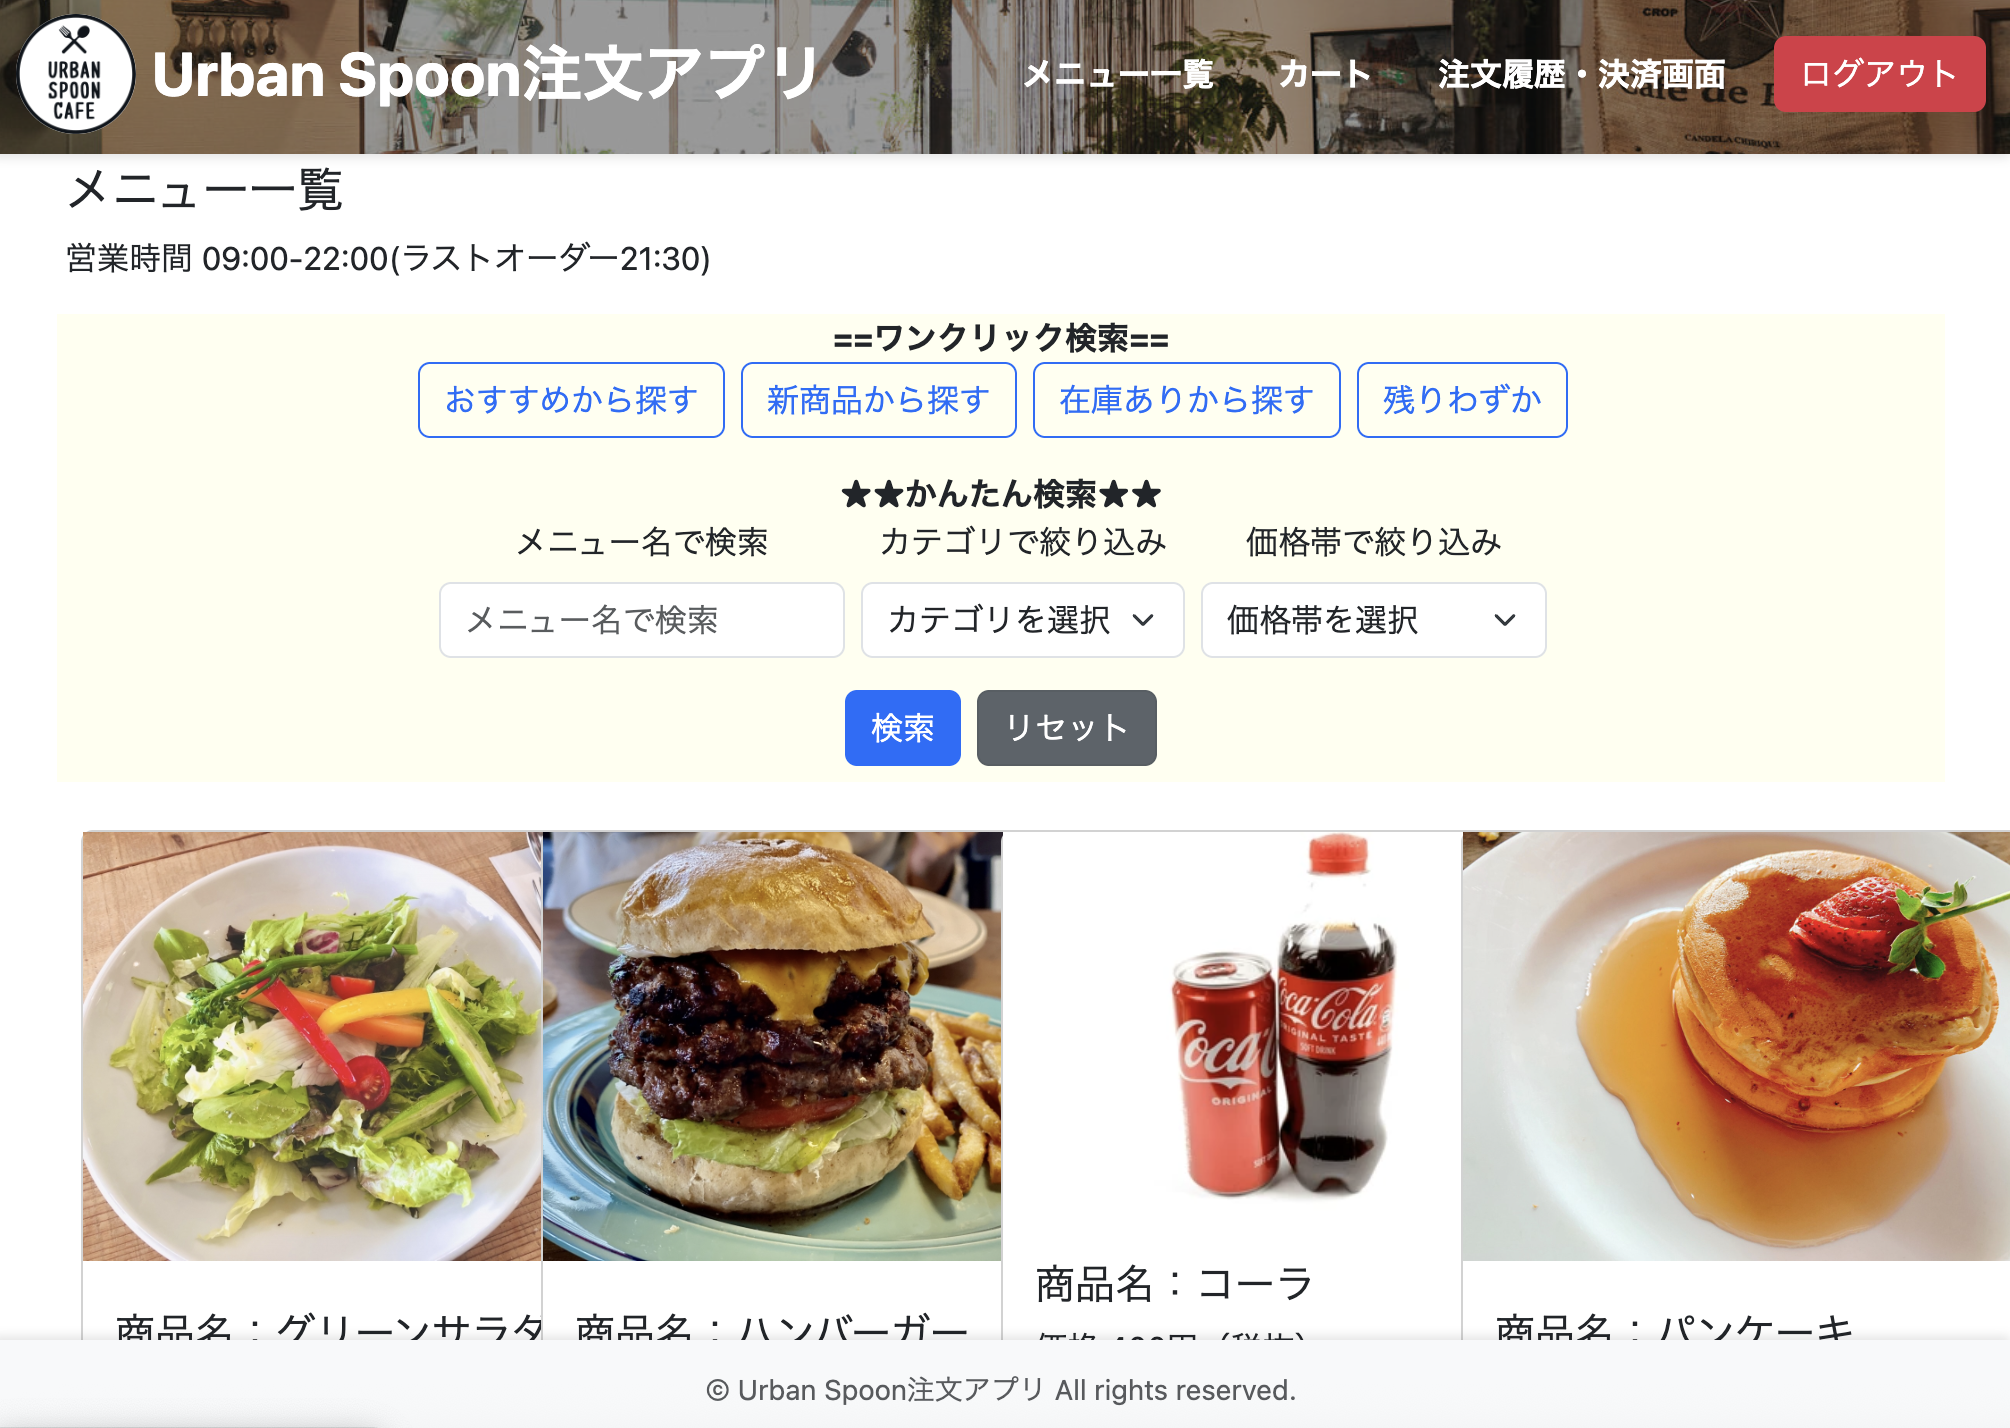 URBAN
SPOON
CAFE
Urban Spoon注文アプリ
メニュー一覧
カート
注文履歴・決済画面
ログアウト
CROP
CANDELA CHIRIQUI
メニュー一覧
営業時間 09:00-22:00(ラストオーダー21:30)
==ワンクリック検索==
おすすめから探す
新商品から探す
在庫ありから探す
残りわずか
★★かんたん検索★★
メニュー名で検索
カテゴリで絞り込み
価格帯で絞り込み
メニュー名で検索
カテゴリを選択
価格帯を選択
検索
リセット
Coca-Cola
ORIGINAL TASTE
SOFT DRINK
ORIGINAL
商品名：グリーンサラダ
商品名：ハンバーガー
商品名：コーラ
商品名：パンケーキ
© Urban Spoon注文アプリ All rights reserved.